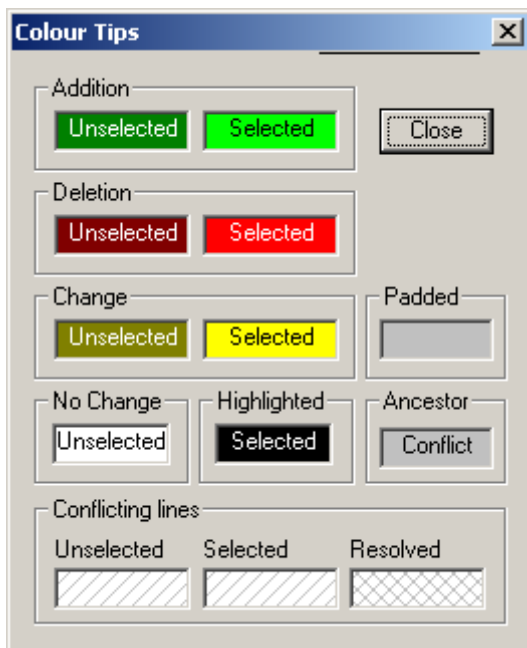 Colour Tips
Addition
Unselected Selected
Close
Deletion
Unselected Selected
Change
Unselected Selected
Padded
No Change Highlighted Ancestor
Unselected Selected Conflict
Conflicting lines
Unselected Selected Resolved